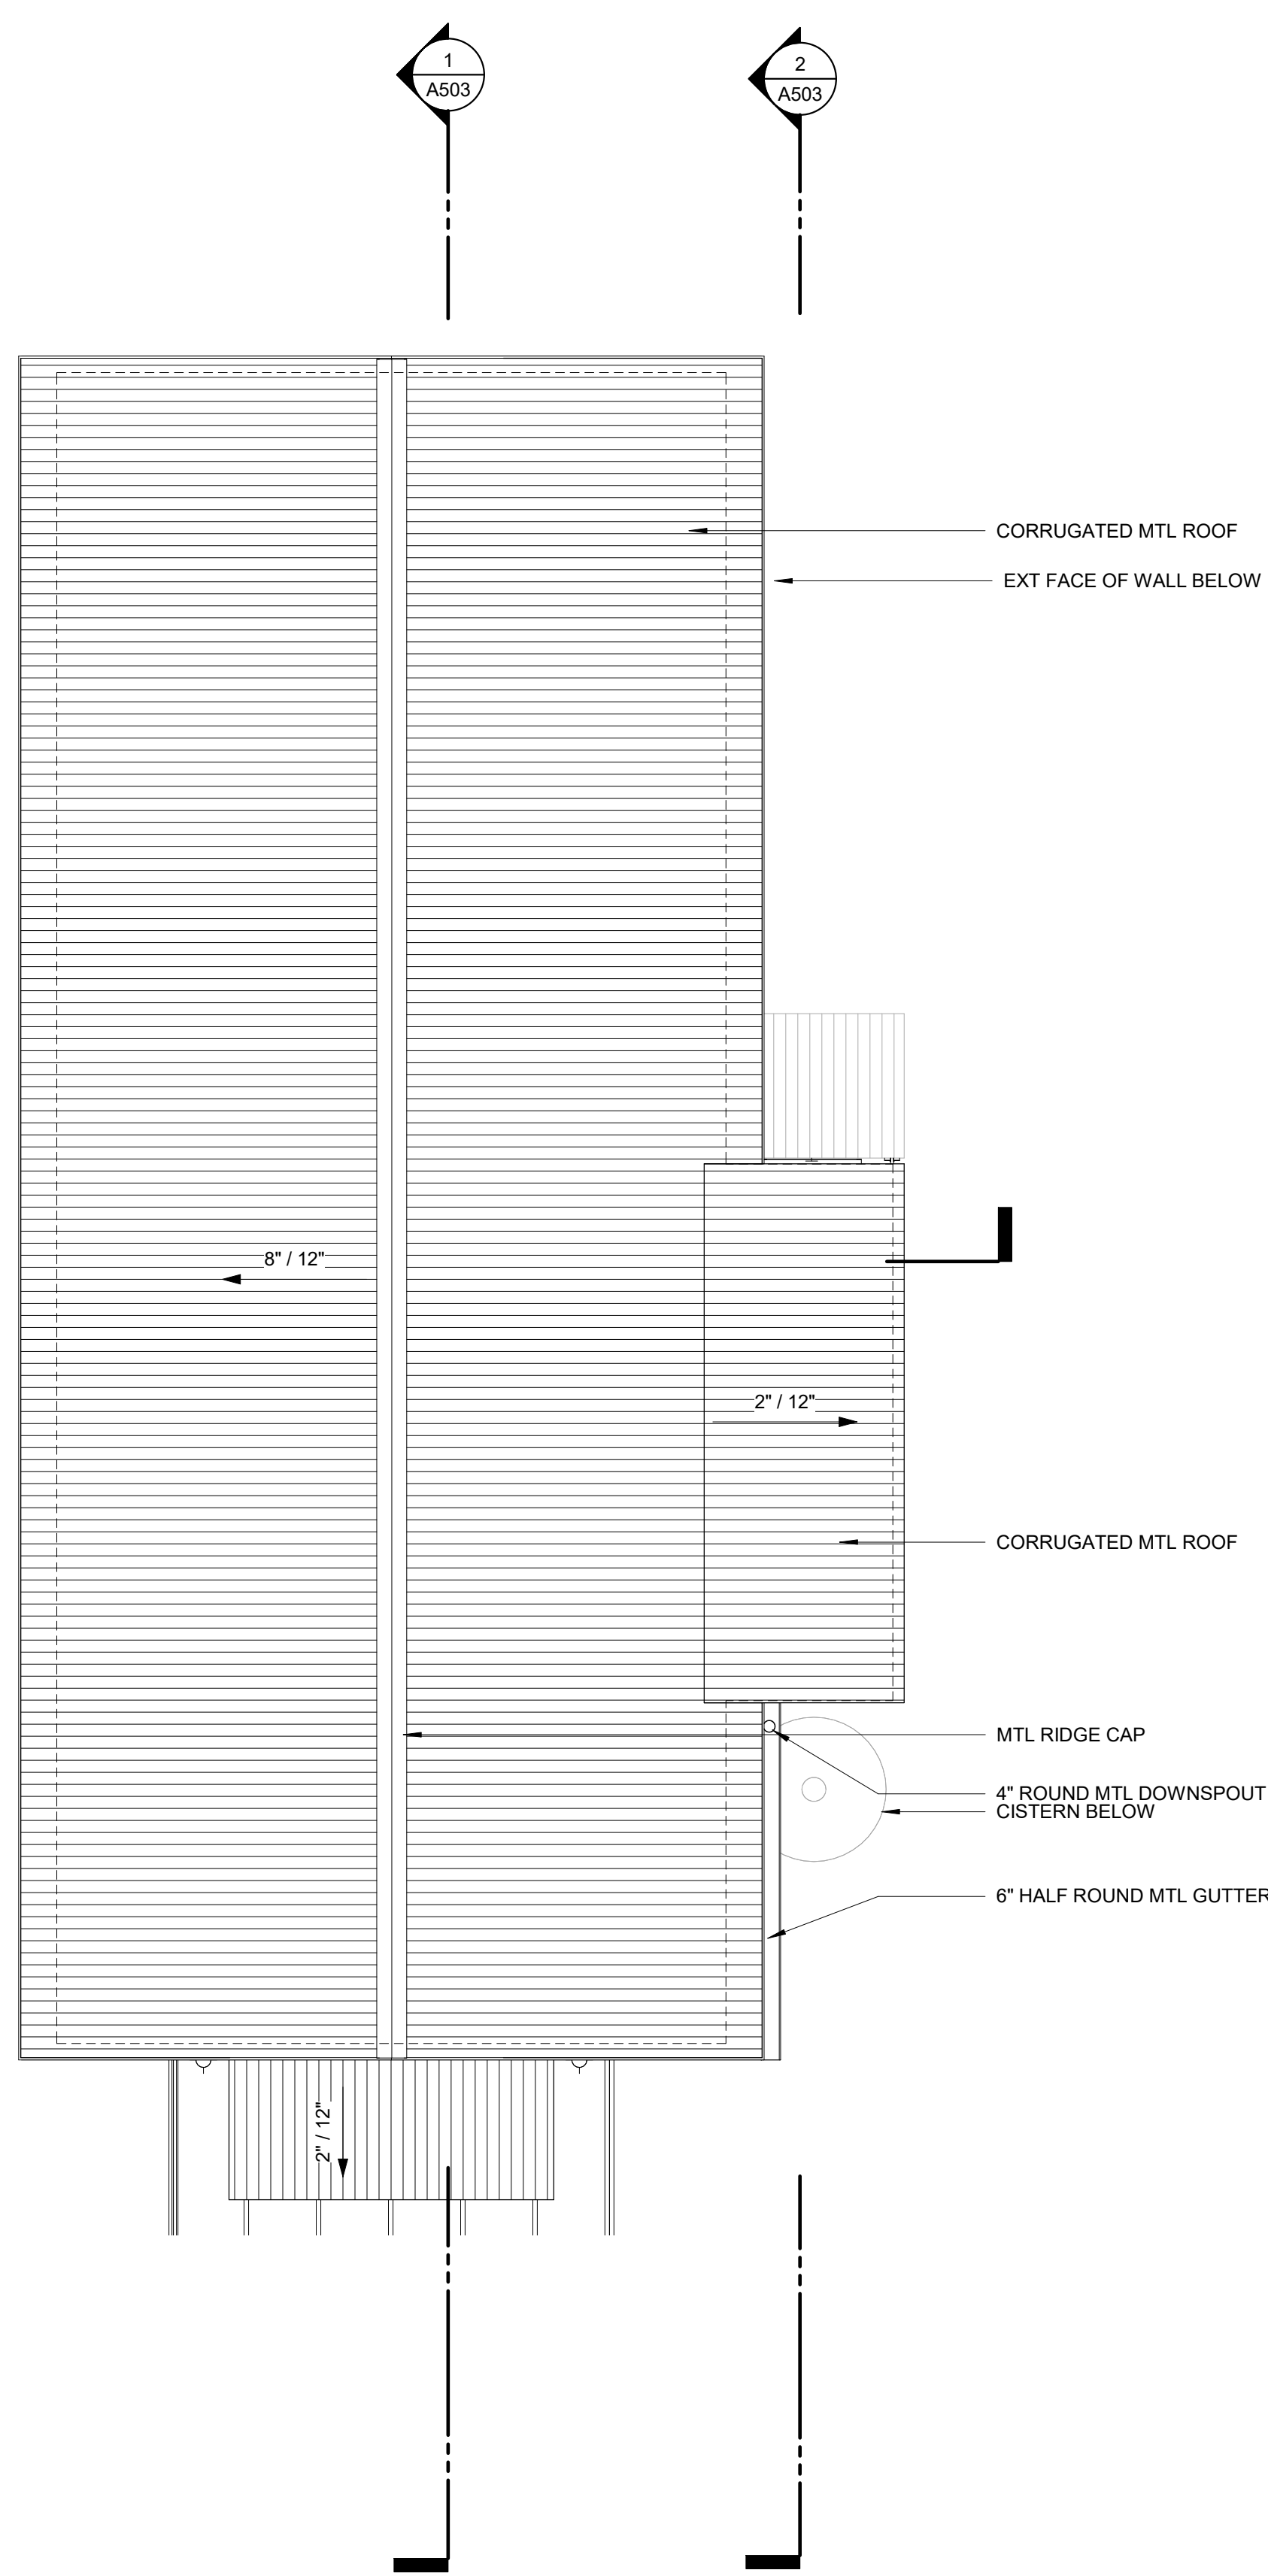 1
A503
2
A503
CORRUGATED MTL ROOF
EXT FACE OF WALL BELOW
8" / 12"
2" / 12"
CORRUGATED MTL ROOF
MTL RIDGE CAP
4" ROUND MTL DOWNSPOUT
CISTERN BELOW
6" HALF ROUND MTL GUTTER
2" / 12"